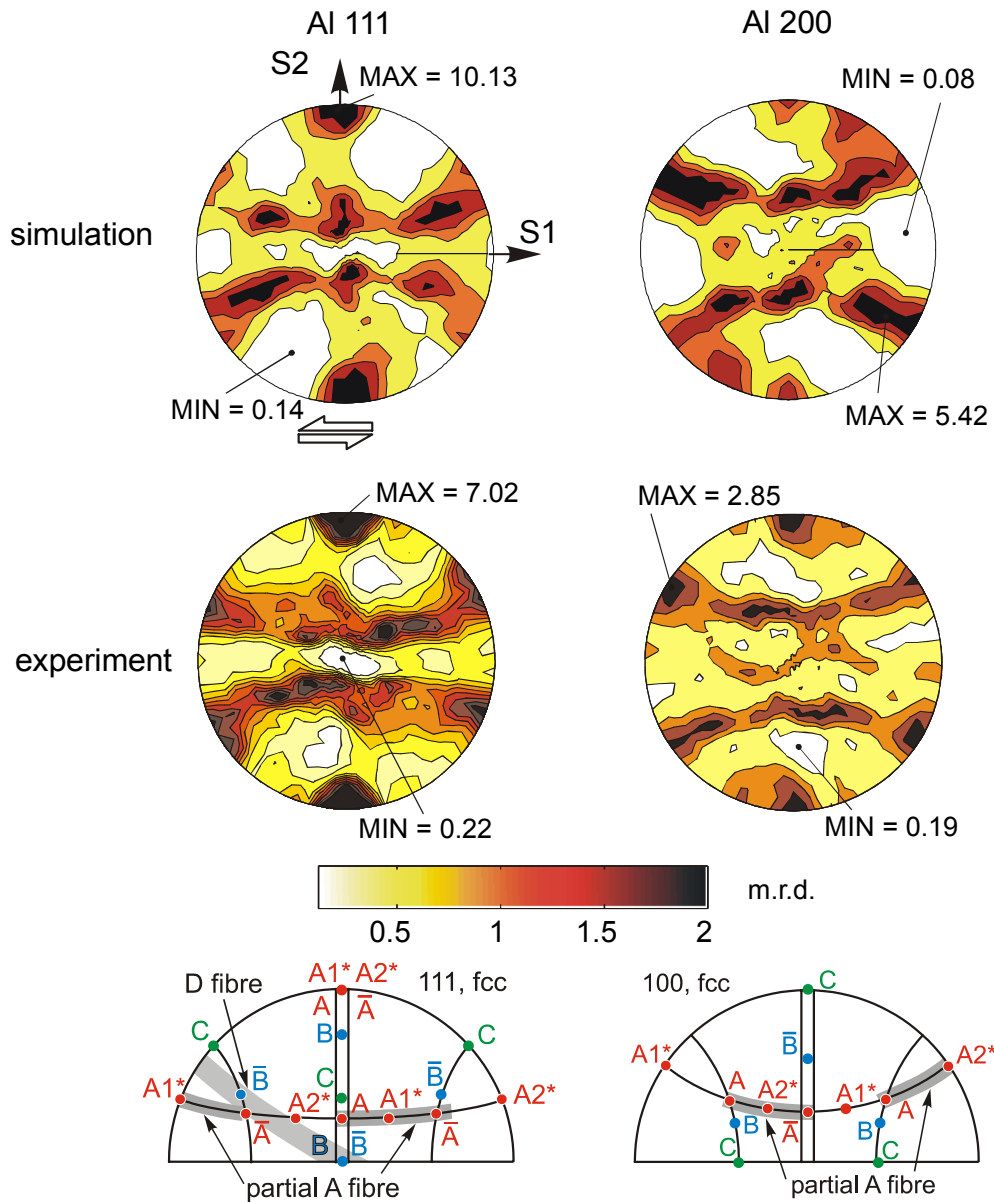 Al 111
Al 200
S2
MAX = 10.13
MIN = 0.08
simulation
S1
MIN = 0.14
MAX = 5.42
MAX = 7.02
MAX = 2.85
experiment
MIN = 0.22
MIN = 0.19
m.r.d.
0.5 1 1.5 2
D fibre
A1* A2*
111, fcc
100, fcc
C
C
A
A̅
C
B
B̅
A1*
B̅
C
B̅
A1*
A2*
A2*
A
A1*
A2*
A̅
A̅
B
B̅
A
A2*
A1*
A
B
A̅
B
C
C
partial A fibre
partial A fibre